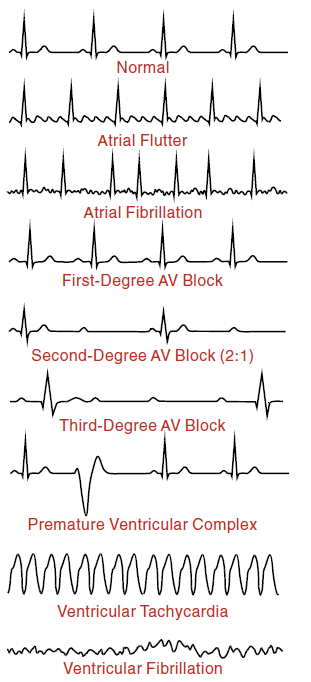 Normal
Atrial Flutter
Atrial Fibrillation
First-Degree AV Block
Second-Degree AV Block (2:1)
Third-Degree AV Block
Premature Ventricular Complex
Ventricular Tachycardia
Ventricular Fibrillation